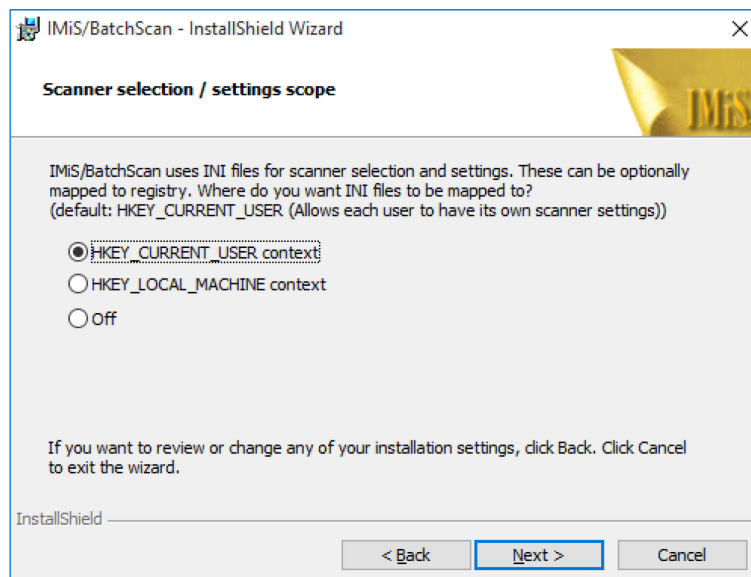 IMiS/BatchScan - InstallShield Wizard
Scanner selection / settings scope
IMiS
IMiS/BatchScan uses INI files for scanner selection and settings. These can be optionally
mapped to registry. Where do you want INI files to be mapped to?
(default: HKEY_CURRENT_USER (Allows each user to have its own scanner settings))
HKEY_CURRENT_USER context
HKEY_LOCAL_MACHINE context
Off
If you want to review or change any of your installation settings, click Back. Click Cancel
to exit the wizard.
InstallShield
< Back
Next >
Cancel